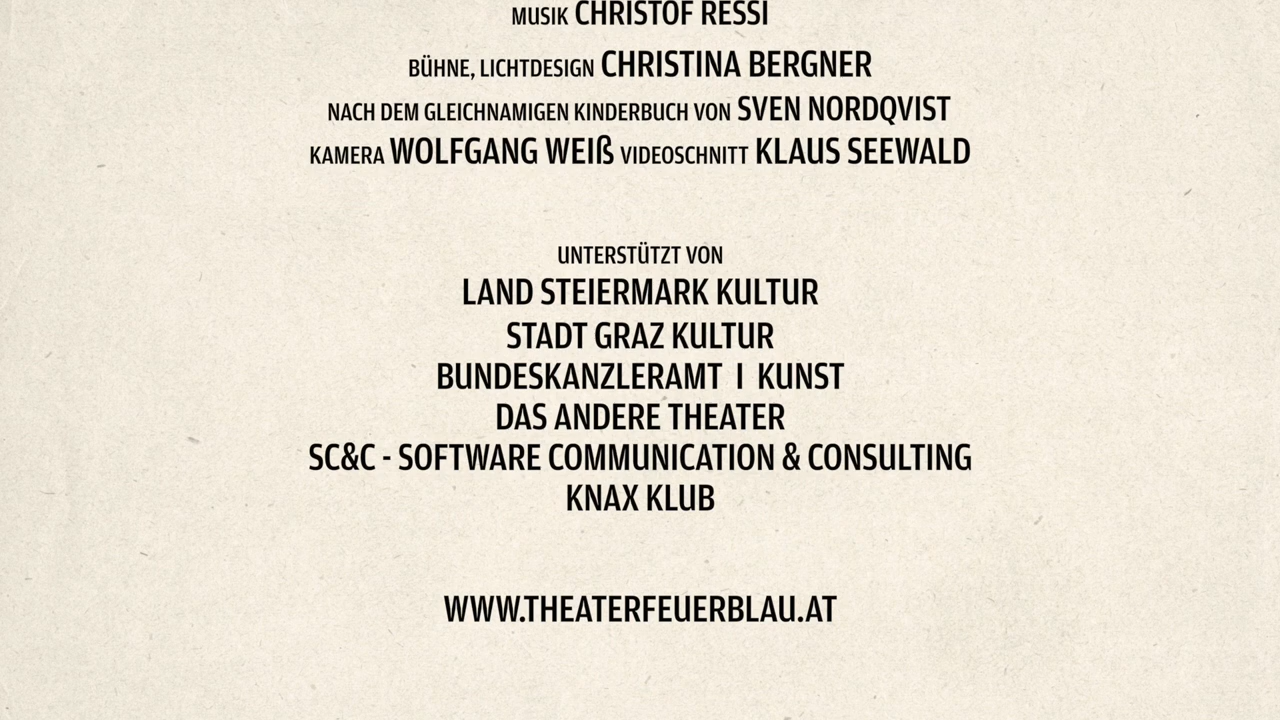 MUSIK CHRISTOF RESSI
BÜHNE, LICHTDESIGN CHRISTINA BERGNER
NACH DEM GLEICHNAMIGEN KINDERBUCH VON SVEN NORDQVIST
KAMERA WOLFGANG WEIß VIDEOSCHNITT KLAUS SEEWALD
UNTERSTÜTZT VON
LAND STEIERMARK KULTUR
STADT GRAZ KULTUR
BUNDESKANZLERAMT I KUNST
DAS ANDERE THEATER
SC&C - SOFTWARE COMMUNICATION & CONSULTING
KNAX KLUB
WWW.THEATERFEUERBLAU.AT